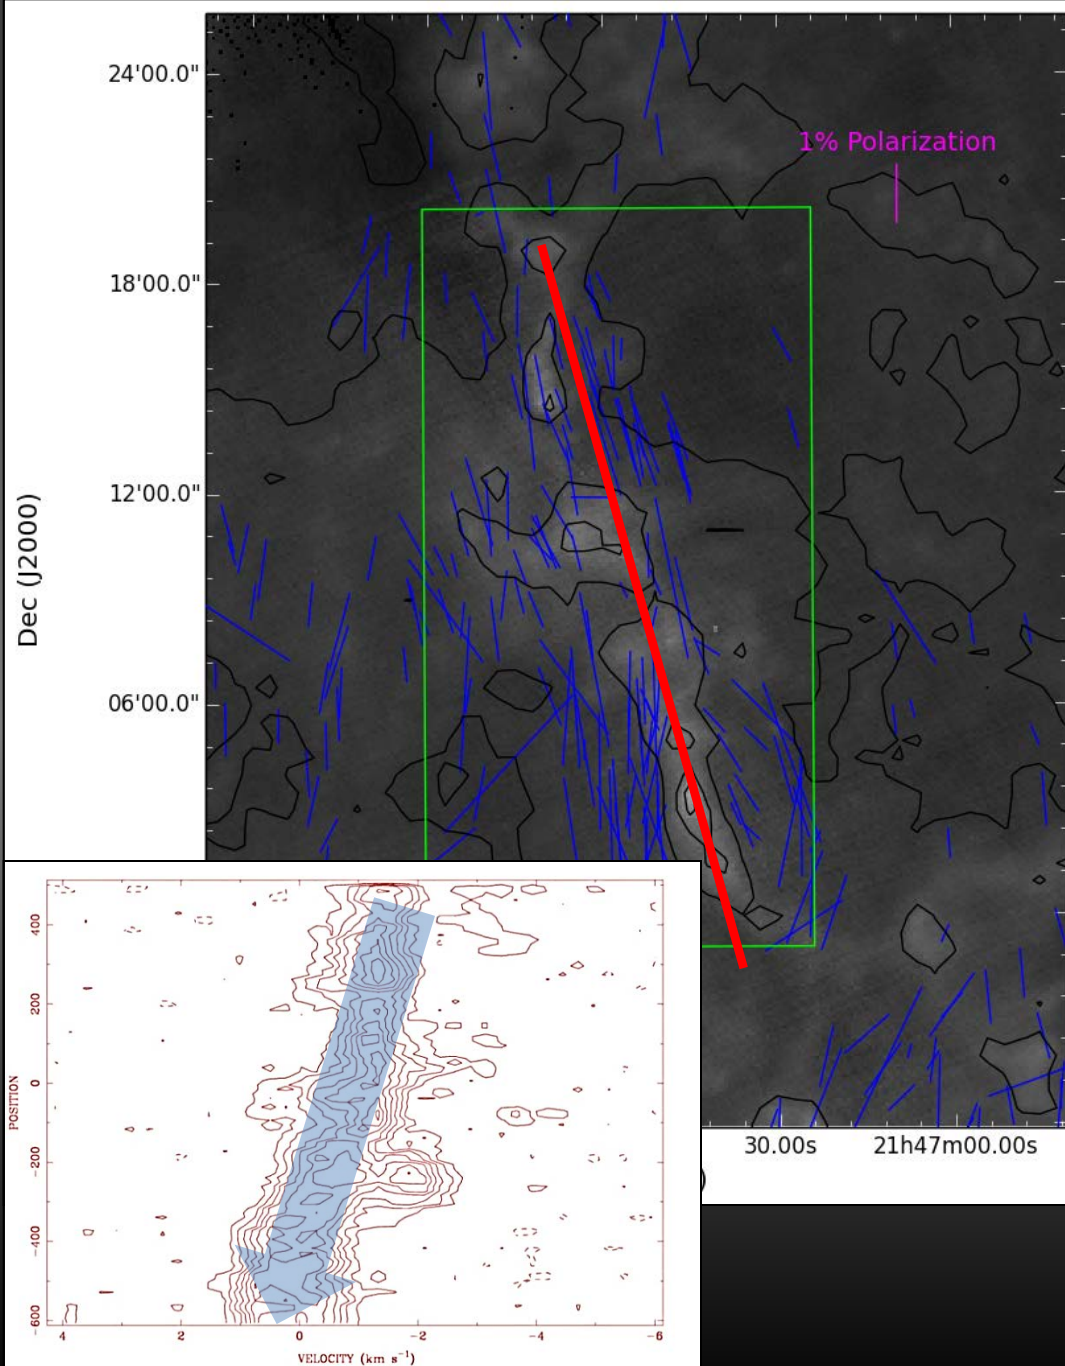 24'00.0"
1% Polarization
18'00.0"
12'00.0"
Dec (J2000)
06'00.0"
30.00s
21h47m00.00s
)
400
200
0
-200
-400
-600
POSITION
4
2
0
-2
-4
-6
VELOCITY (km s⁻¹)